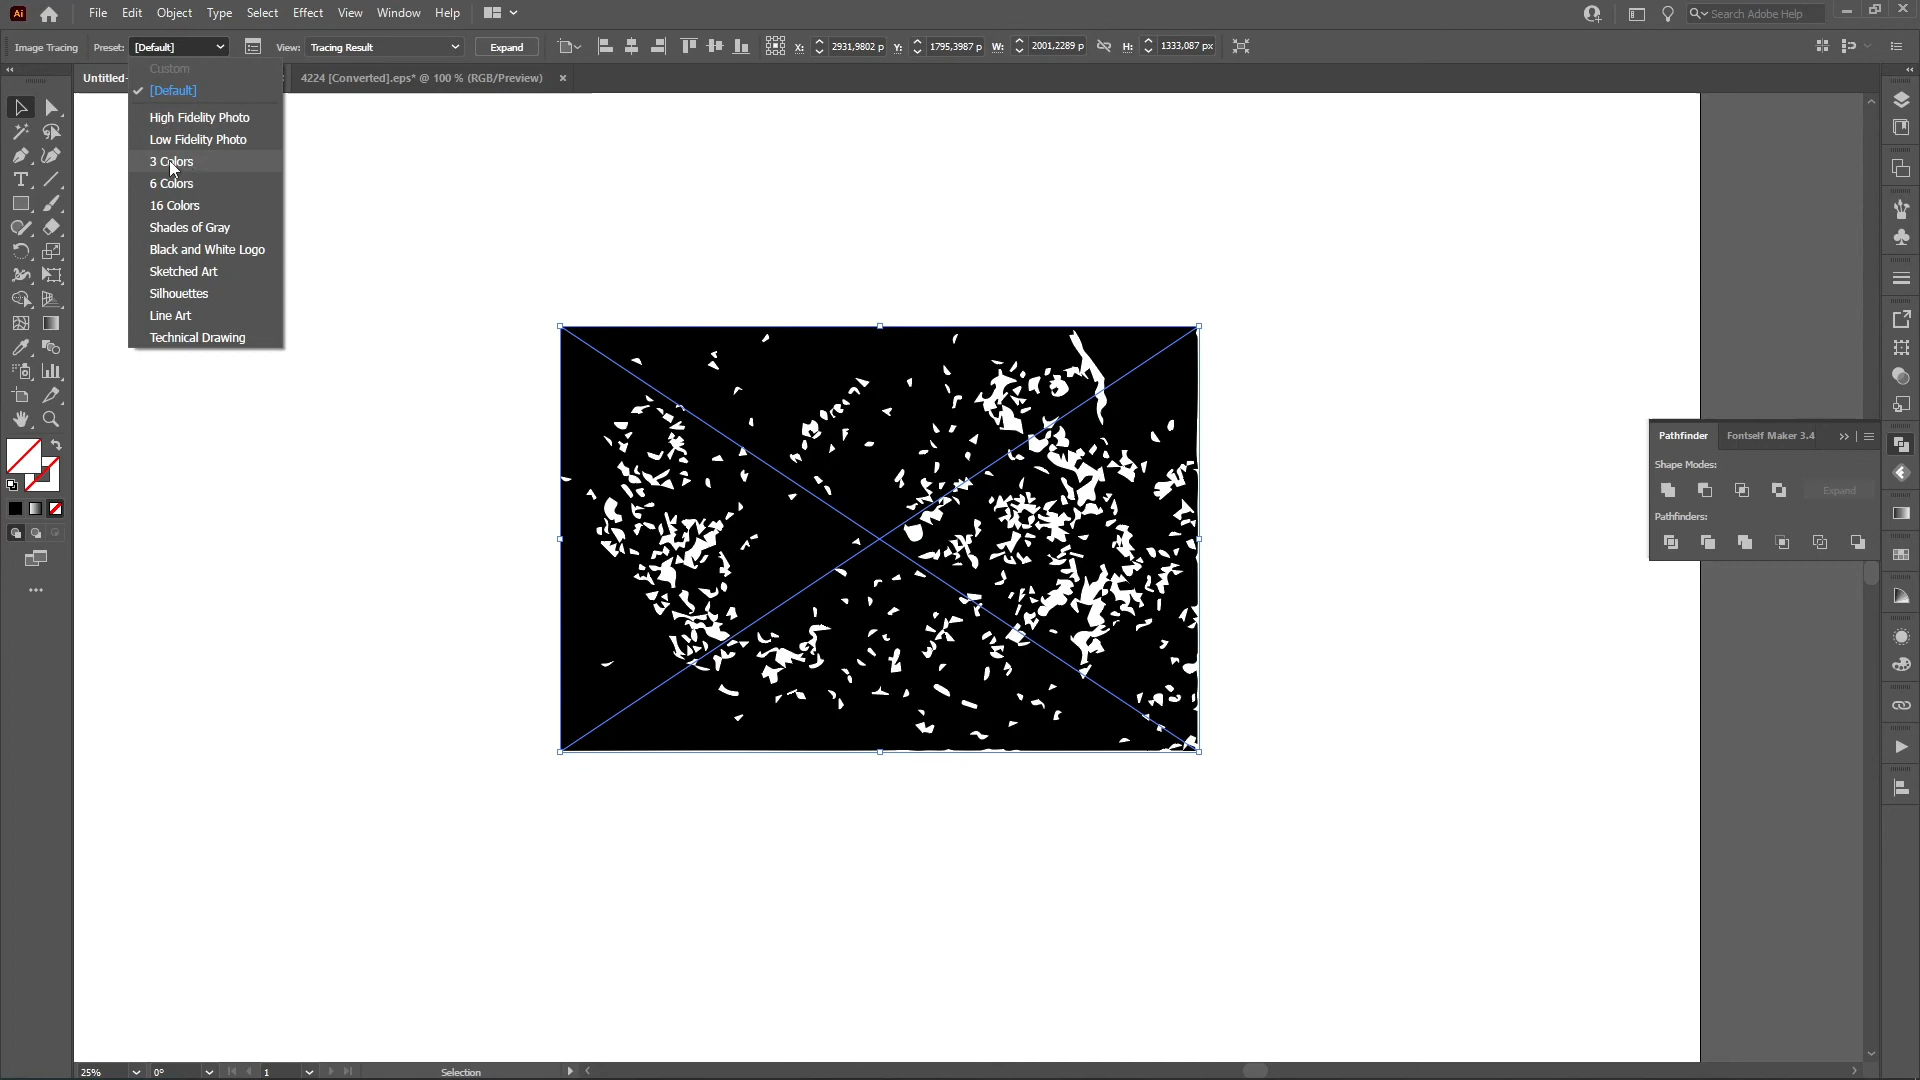 Ai File Edit Object Type Select Effect View Window Help Search Adobe Help
Image Tracing Preset: [Default] View: Tracing Result Expand X: 2931,9802 p Y: 1795,3987 p W: 2001,2289 p H: 1333,087 px
Untitled- 4224 [Converted].eps* @ 100 % (RGB/Preview)
Custom
[Default]
High Fidelity Photo
Low Fidelity Photo
3 Colors
6 Colors
16 Colors
Shades of Gray
Black and White Logo
Sketched Art
Silhouettes
Line Art
Technical Drawing
Pathfinder Fontself Maker 3.4
Shape Modes:
Expand
Pathfinders:
25% 0° 1 Selection